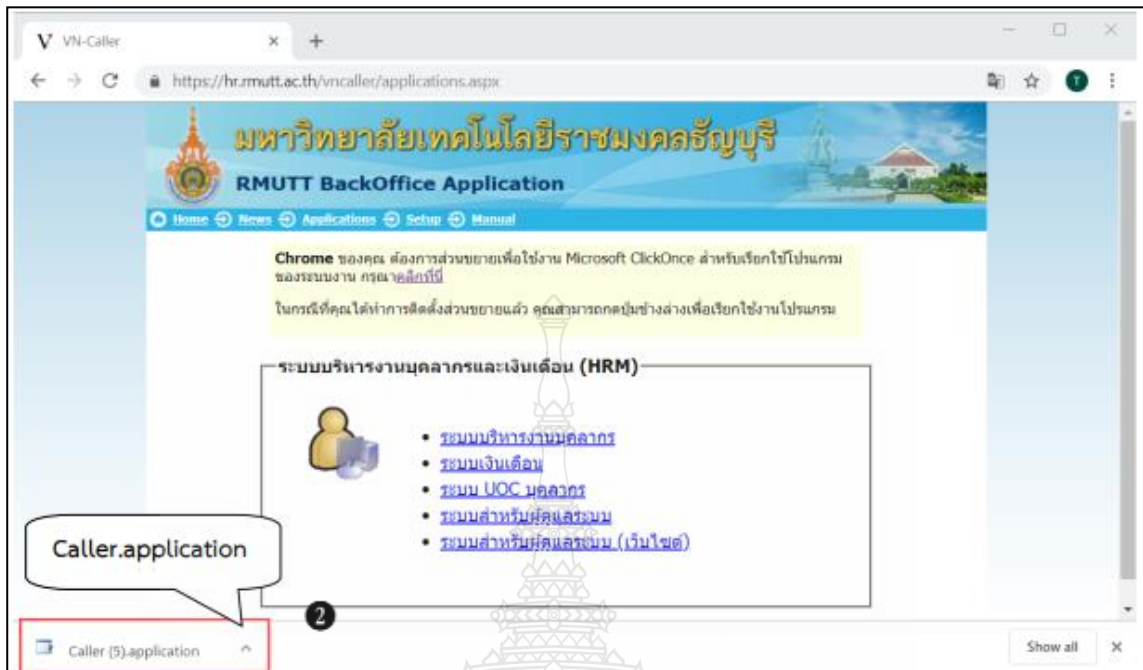 V VN-Caller
https://hr.rmutt.ac.th/vncaller/applications.aspx
T
มหาวิทยาลัยเทคโนโลยีราชมงคลธัญบุรี
RMUTT BackOffice Application
Home News Applications Setup Manual
Chrome ของคุณ ต้องการส่วนขยายเพื่อใช้งาน Microsoft ClickOnce สำหรับเรียกใช้โปรแกรม
ของระบบงาน กรุณาคลิกที่นี่
ในกรณีที่คุณได้ทำการติดตั้งส่วนขยายแล้ว คุณสามารถกดปุ่มข้างล่างเพื่อเรียกใช้งานโปรแกรม
ระบบบริหารงานบุคลากรและเงินเดือน (HRM)
ระบบบริหารงานบุคลากร
ระบบเงินเดือน
ระบบ UOC บุคลากร
ระบบสำหรับผู้ดูแลระบบ
ระบบสำหรับผู้ดูแลระบบ (เว็บไซต์)
Caller.application
2
Caller (5).application
Show all